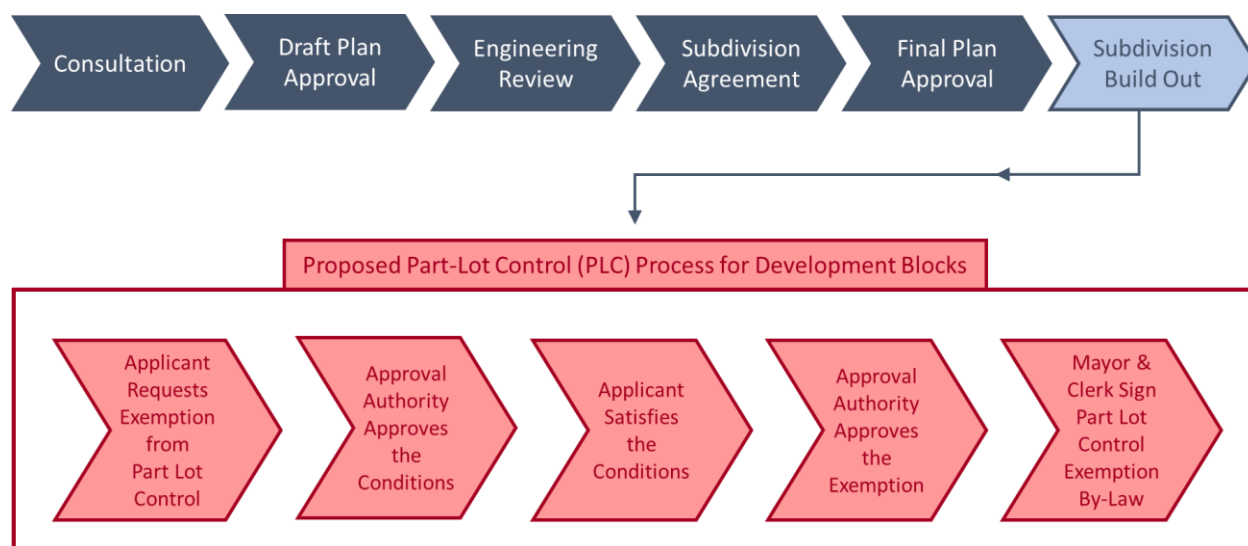 Consultation
Draft Plan
Approval
Engineering
Review
Subdivision
Agreement
Final Plan
Approval
Subdivision
Build Out
Proposed Part-Lot Control (PLC) Process for Development Blocks
Applicant
Requests
Exemption
from
Part Lot
Control
Approval
Authority
Approves
the
Conditions
Applicant
Satisfies
the
Conditions
Approval
Authority
Approves
the
Exemption
Mayor &
Clerk Sign
Part Lot
Control
Exemption
By-Law